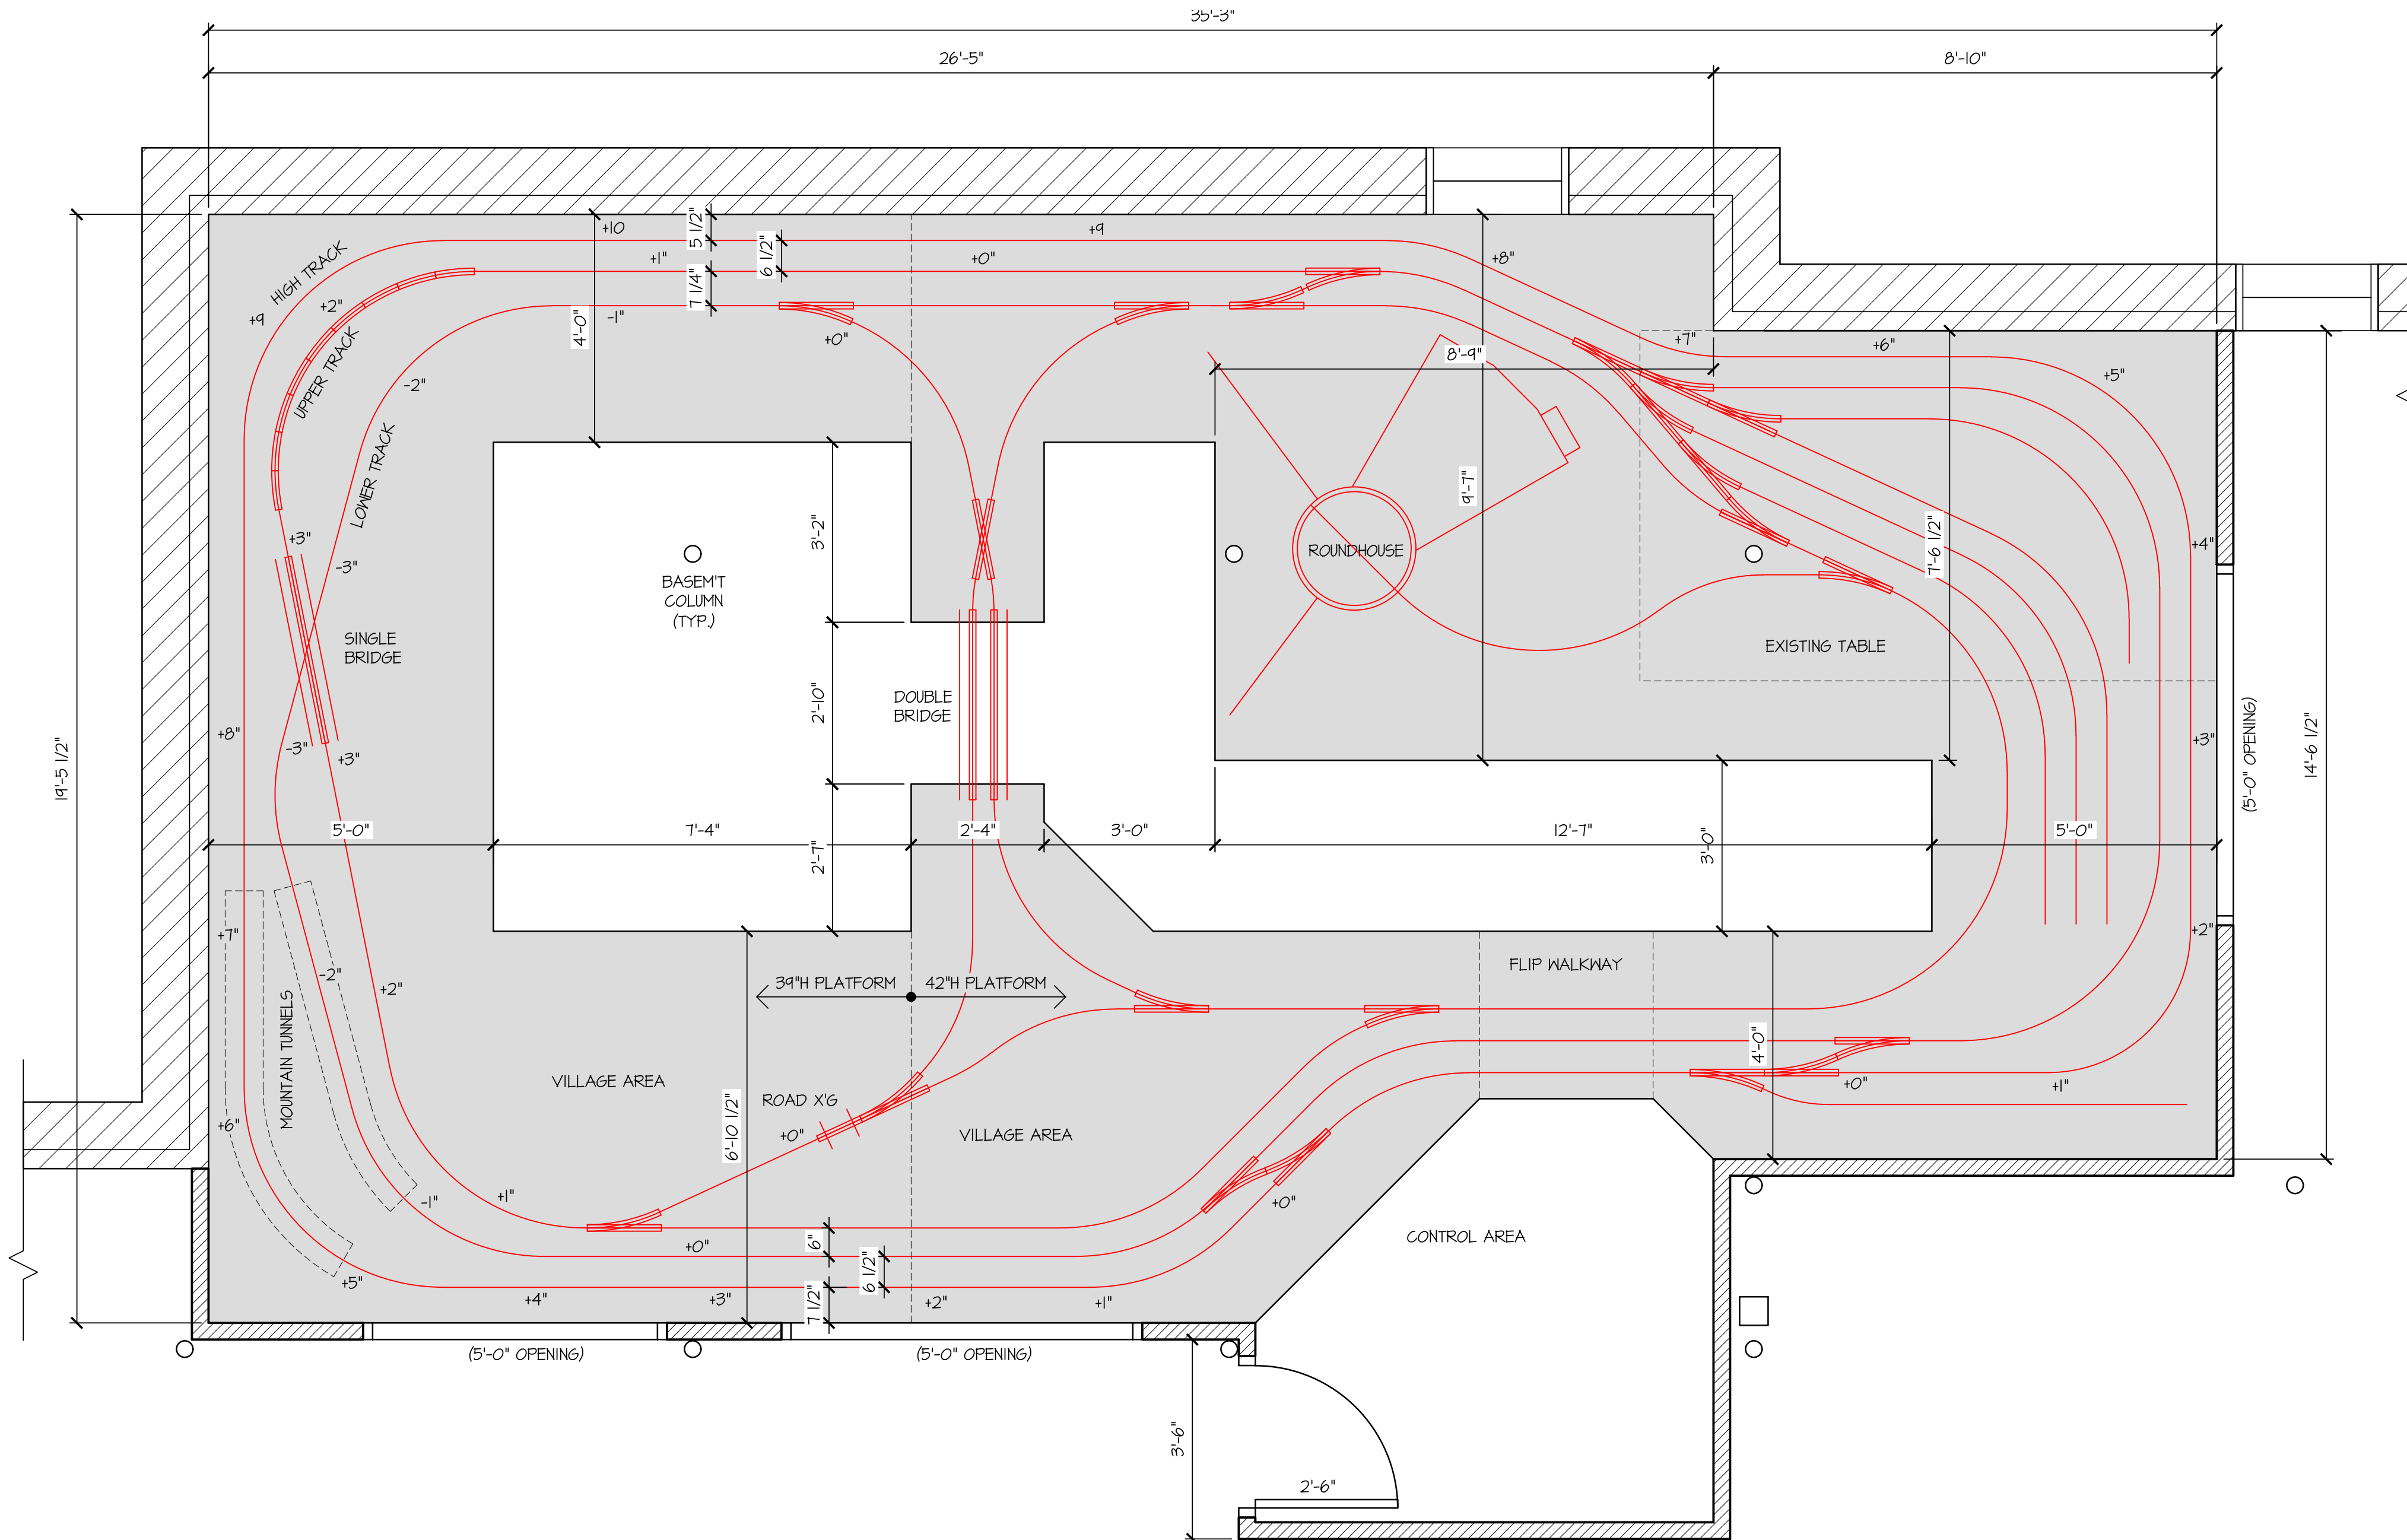 35'-3"
26'-5"
8'-10"
+10
5 1/2"
6 1/2"
+9
HIGH TRACK
+1"
+0"
+8"
7 1/4"
+2"
+9
-1"
4'-0"
+0"
+7"
+6"
8'-9"
UPPER TRACK
-2"
+5"
LOWER TRACK
9'-7"
3'-2"
+3"
-3"
ROUNDHOUSE
7'-6 1/2"
+4"
BASEM'T
COLUMN
(TYP.)
SINGLE
BRIDGE
EXISTING TABLE
DOUBLE
BRIDGE
2'-10"
+8"
-3"
+3"
+3"
(5'-0" OPENING)
14'-6 1/2"
19'-5 1/2"
5'-0"
7'-4"
2'-7"
2'-4"
3'-0"
12'-7"
3'-0"
5'-0"
+7"
-2"
+2"
39"H PLATFORM
42"H PLATFORM
FLIP WALKWAY
+2"
MOUNTAIN TUNNELS
4'-0"
VILLAGE AREA
ROAD X'G
+0"
+1"
+6"
6'-10 1/2"
+0"
VILLAGE AREA
-1"
+1"
+0"
CONTROL AREA
+0"
6"
6 1/2"
+5"
+4"
+3"
7 1/2"
+2"
+1"
(5'-0" OPENING)
(5'-0" OPENING)
3'-6"
2'-6"